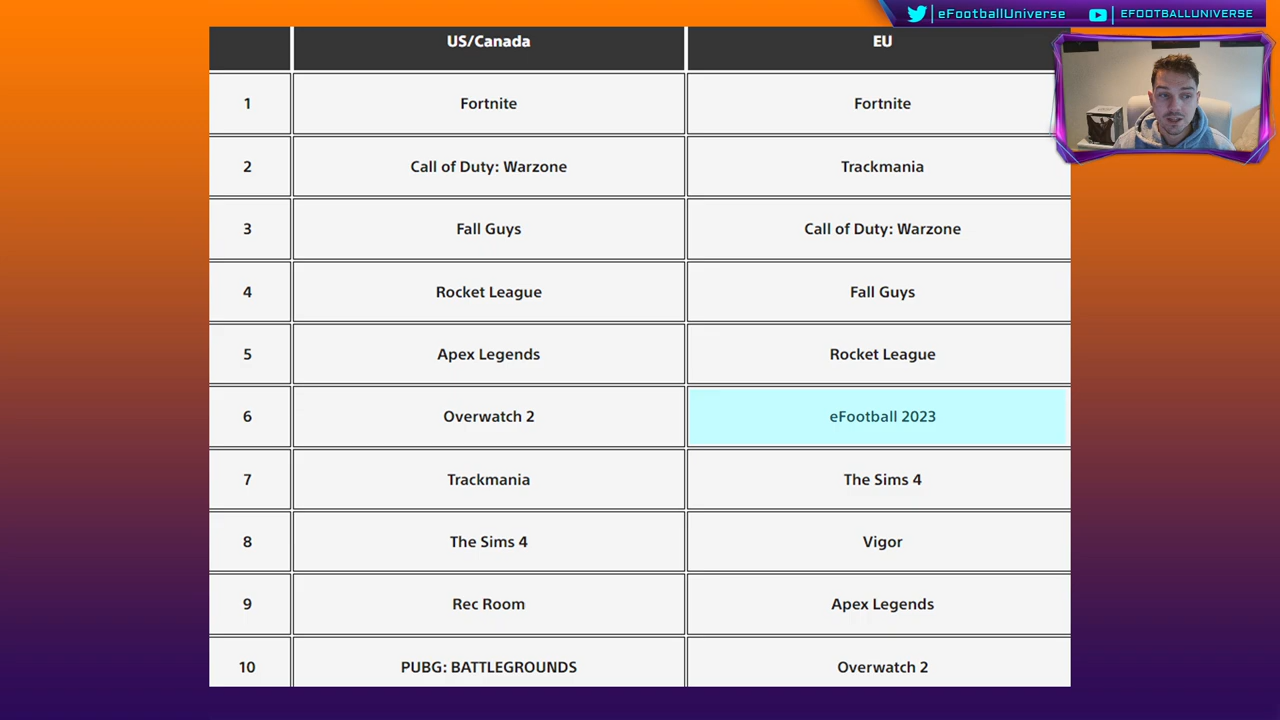 eFootballUniverse EFOOTBALLUNIVERSE
US/Canada EU
1 Fortnite Fortnite
2 Call of Duty: Warzone Trackmania
3 Fall Guys Call of Duty: Warzone
4 Rocket League Fall Guys
5 Apex Legends Rocket League
6 Overwatch 2 eFootball 2023
7 Trackmania The Sims 4
8 The Sims 4 Vigor
9 Rec Room Apex Legends
10 PUBG: BATTLEGROUNDS Overwatch 2